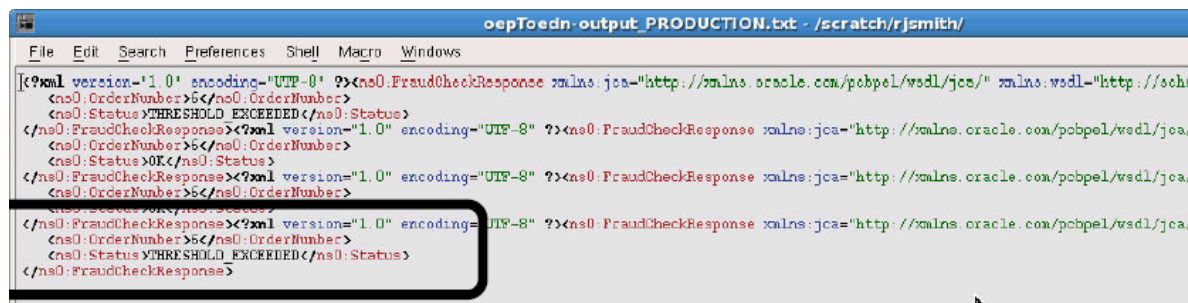 oepToedn-output_PRODUCTION.txt - /scratch/rjsmith/
File Edit Search Preferences Shell Macro Windows
<?xml version='1.0' encoding="UTF-8" ?><ns0:FraudCheckResponse xmlns:jca="http://xmlns.oracle.com/pcbpel/wsdl/jca/" xmlns:wsdl="http://sch
<ns0:OrderNumber>6</ns0:OrderNumber>
<ns0:Status>THRESHOLD_EXCEEDED</ns0:Status>
</ns0:FraudCheckResponse><?xml version="1.0" encoding="UTF-8" ?><ns0:FraudCheckResponse xmlns:jca="http://xmlns.oracle.com/pcbpel/wsdl/jca/
<ns0:OrderNumber>6</ns0:OrderNumber>
<ns0:Status>OK</ns0:Status>
</ns0:FraudCheckResponse><?xml version="1.0" encoding="UTF-8" ?><ns0:FraudCheckResponse xmlns:jca="http://xmlns.oracle.com/pcbpel/wsdl/jca/
<ns0:OrderNumber>6</ns0:OrderNumber>
<ns0:Status>OK</ns0:Status>
</ns0:FraudCheckResponse><?xml version="1.0" encoding="UTF-8" ?><ns0:FraudCheckResponse xmlns:jca="http://xmlns.oracle.com/pcbpel/wsdl/jca/
<ns0:OrderNumber>6</ns0:OrderNumber>
<ns0:Status>THRESHOLD_EXCEEDED</ns0:Status>
</ns0:FraudCheckResponse>